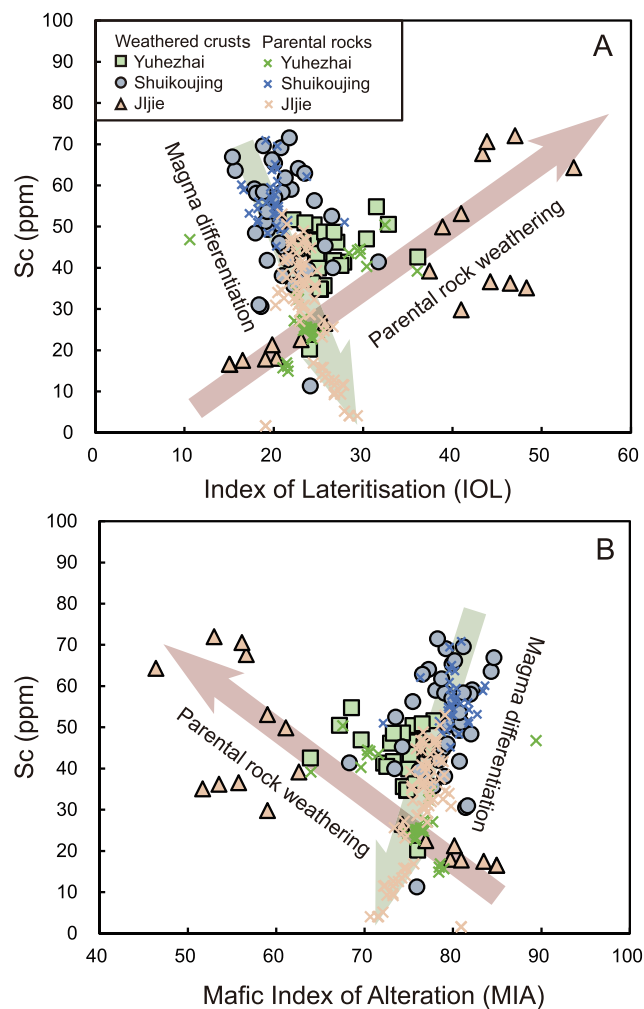 100
90
80
70
60
50
40
30
20
10
0
Sc (ppm)
Weathered crusts Parental rocks
Yuhezhai Yuhezhai
Shuikoujing Shuikoujing
JIjie JIjie
A
Magma differentiation
Parental rock weathering
0 10 20 30 40 50 60
Index of Lateritisation (IOL)
100
90
80
70
60
50
40
30
20
10
0
Sc (ppm)
B
Magma differentiation
Parental rock weathering
40 50 60 70 80 90 100
Mafic Index of Alteration (MIA)